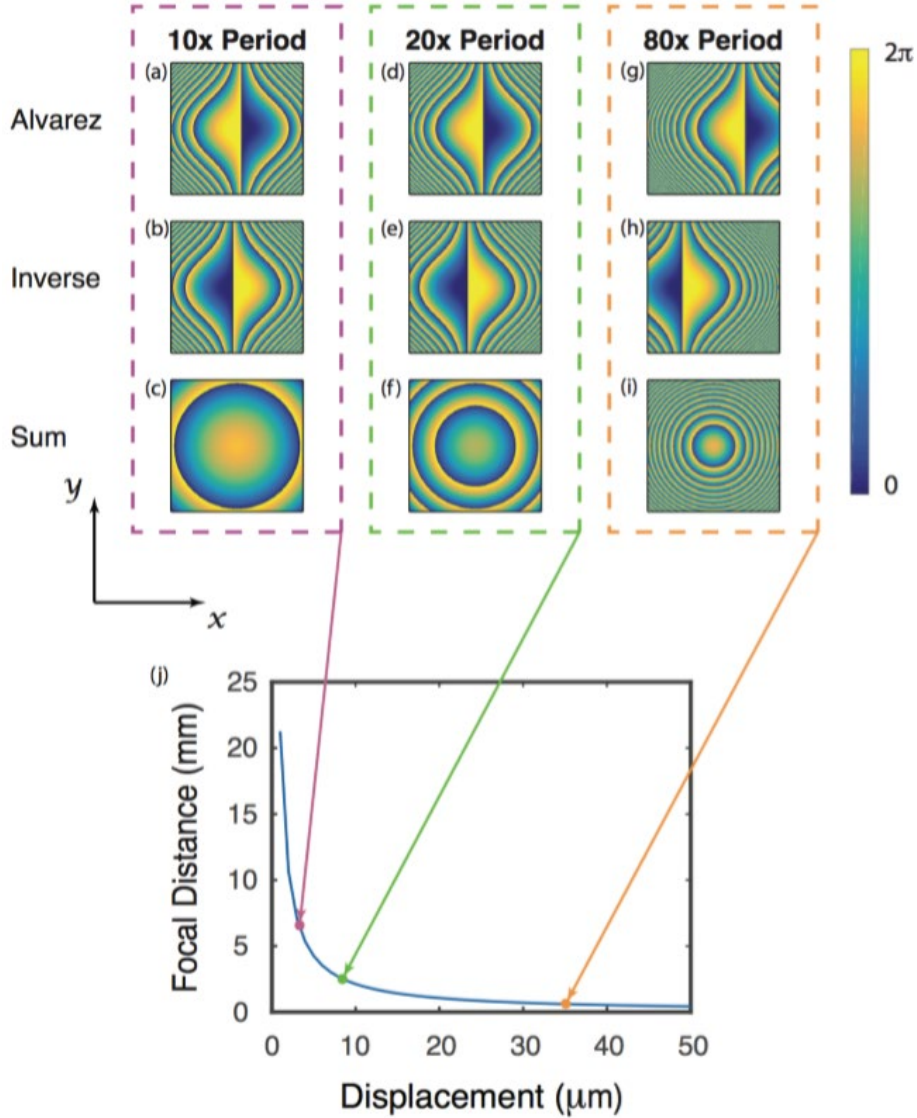 10x Period 20x Period 80x Period
(a) (d) (g) 2π
Alvarez
(b) (e) (h)
Inverse
(c) (f) (i)
Sum
0
y
x
(j)
25
20
15
10
5
0
Focal Distance (mm)
0 10 20 30 40 50
Displacement (μm)